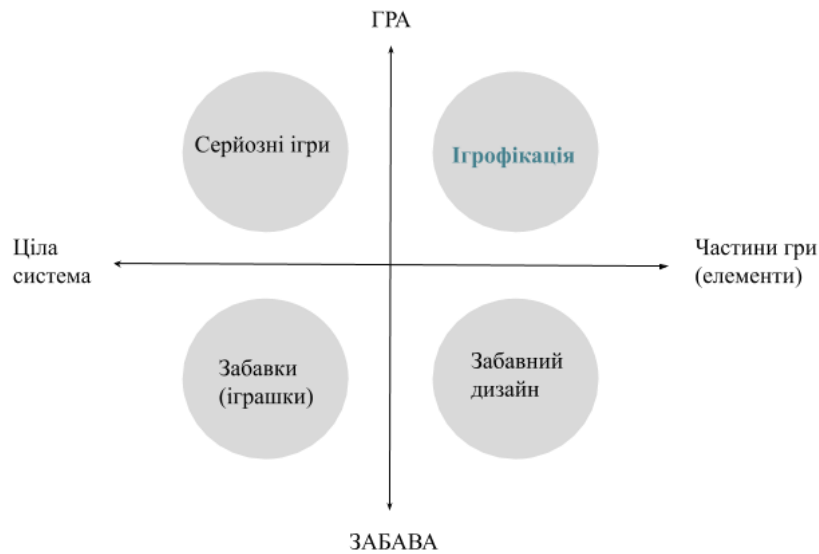 ГРА
Серйозні ігри
Ігрофікація
Ціла
система
Частини гри
(елементи)
Забавки
(іграшки)
Забавний
дизайн
ЗАБАВА